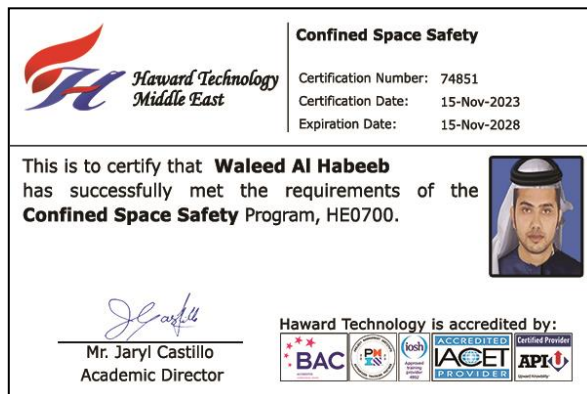 Haward Technology
Middle East
Confined Space Safety
Certification Number: 74851
Certification Date: 15-Nov-2023
Expiration Date: 15-Nov-2028
This is to certify that Waleed Al Habeeb
has successfully met the requirements of the
Confined Space Safety Program, HE0700.
Mr. Jaryl Castillo
Academic Director
Haward Technology is accredited by:
BAC
iosh
Approved
training
provider
ACCREDITED
IACET
PROVIDER
Certified Provider
API